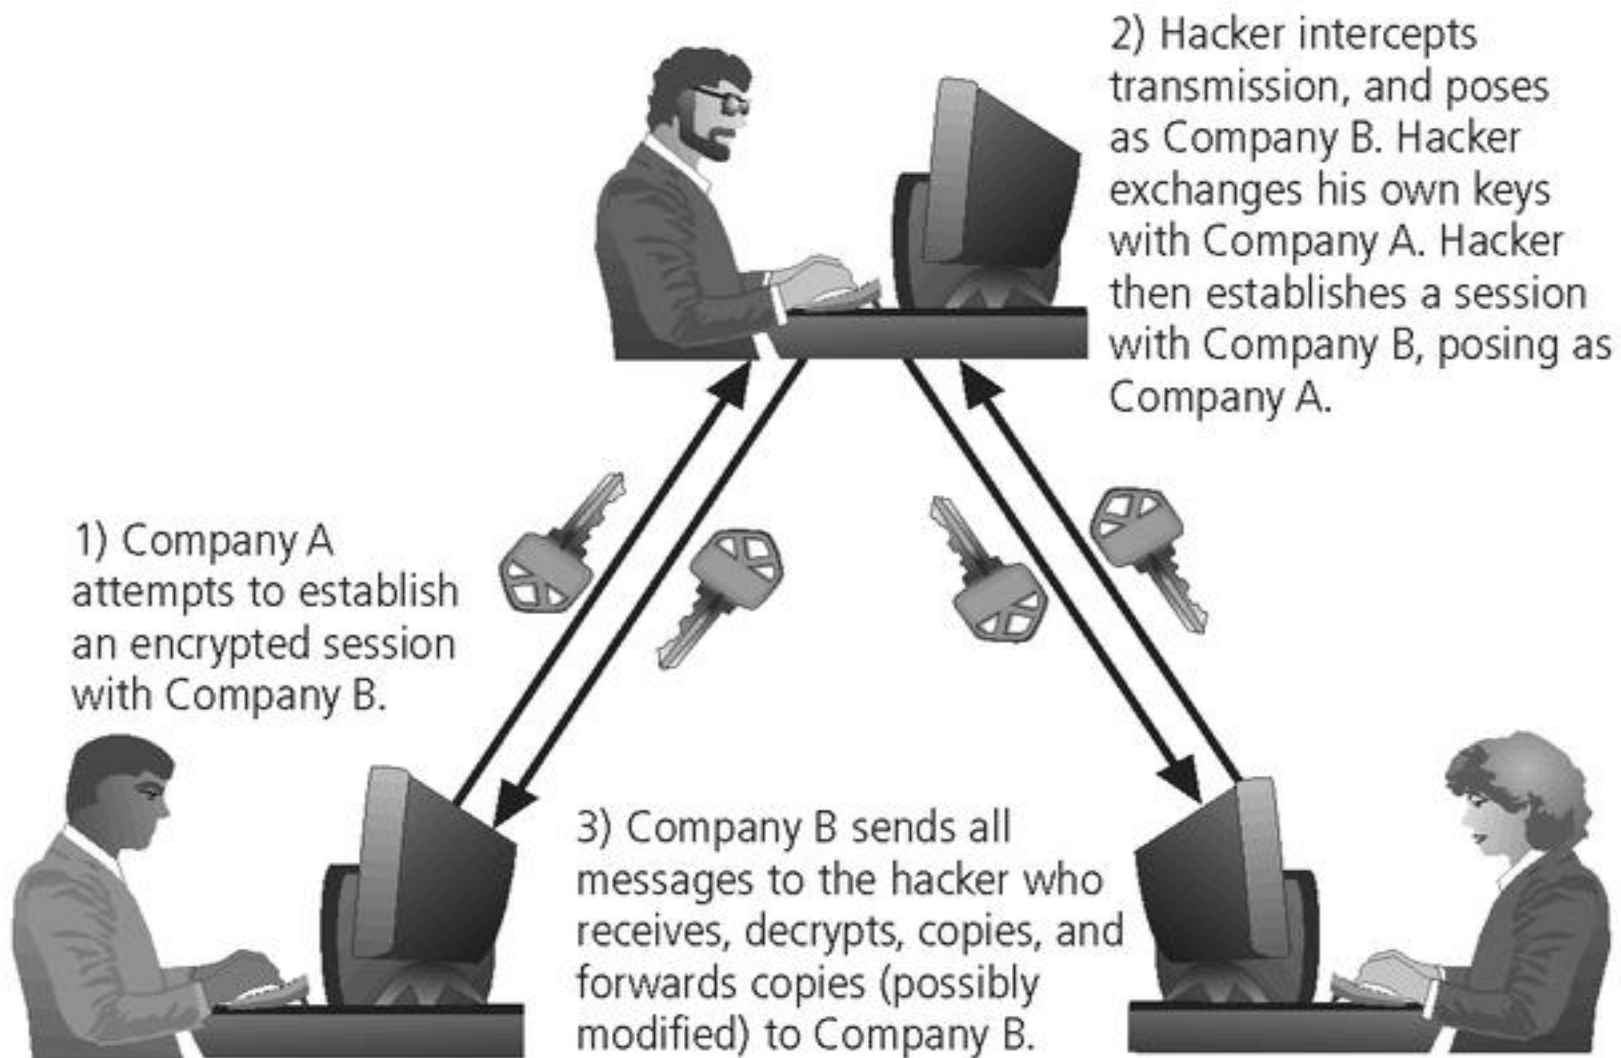 2) Hacker intercepts
transmission, and poses
as Company B. Hacker
exchanges his own keys
with Company A. Hacker
then establishes a session
with Company B, posing as
Company A.
1) Company A
attempts to establish
an encrypted session
with Company B.
3) Company B sends all
messages to the hacker who
receives, decrypts, copies, and
forwards copies (possibly
modified) to Company B.